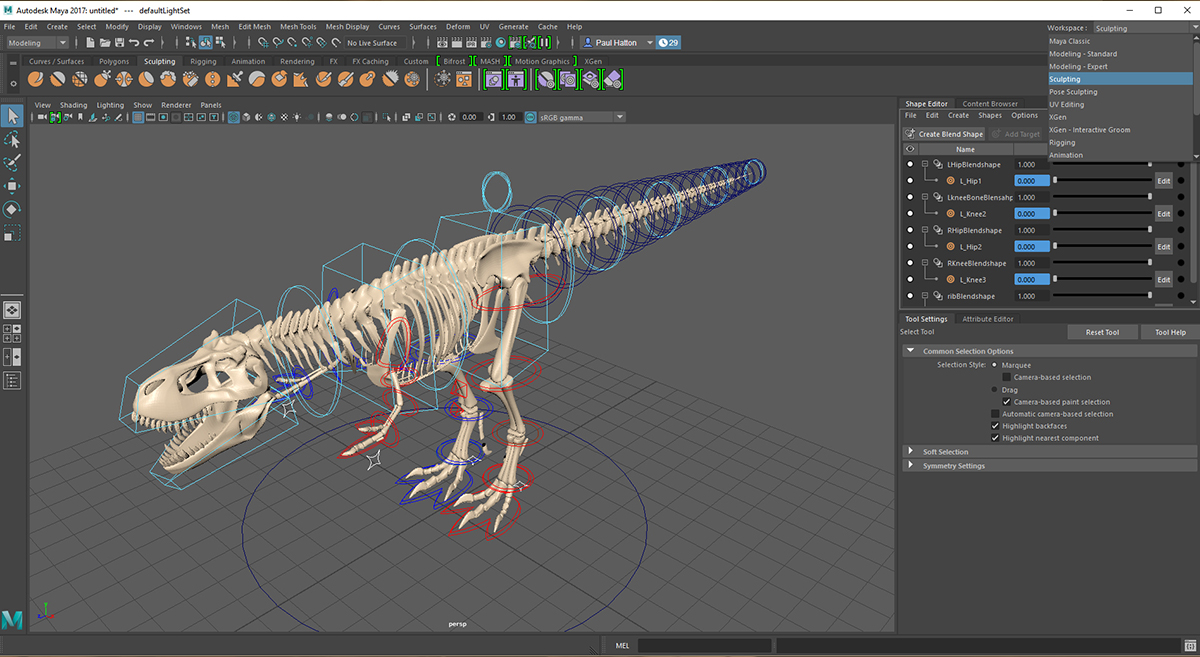 Autodesk Maya 2017: untitled* --- defaultLightSet
File Edit Create Select Modify Display Windows Mesh Edit Mesh Mesh Tools Mesh Display Curves Surfaces Deform UV Generate Cache Help
Workspace : Sculpting
Modeling No Live Surface Paul Hatton 29
Maya Classic
Modeling - Standard
Modeling - Expert
Sculpting
Pose Sculpting
UV Editing
XGen
XGen - Interactive Groom
Rigging
Animation
Curves / Surfaces Polygons Sculpting Rigging Animation Rendering FX FX Caching Custom Bifrost MASH Motion Graphics XGen
View Shading Lighting Show Renderer Panels
0.00 1.00 sRGB gamma
Shape Editor Content Browser
File Edit Create Shapes Options
Create Blend Shape Add Target
Name
LHipBlendshape 1.000
L_Hip1 0.000 Edit
LkneeBoneBlensahp 1.000
L_Knee2 0.000 Edit
RHipBlendshape 1.000
L_Hip2 0.000 Edit
RKneeBlendshape 1.000
L_Knee3 0.000 Edit
ribBlendshape 1.000
Tool Settings Attribute Editor
Select Tool Reset Tool Tool Help
Common Selection Options
Selection Style: Marquee
Camera-based selection
Drag
Camera-based paint selection
Automatic camera-based selection
Highlight backfaces
Highlight nearest component
Soft Selection
Symmetry Settings
persp
MEL